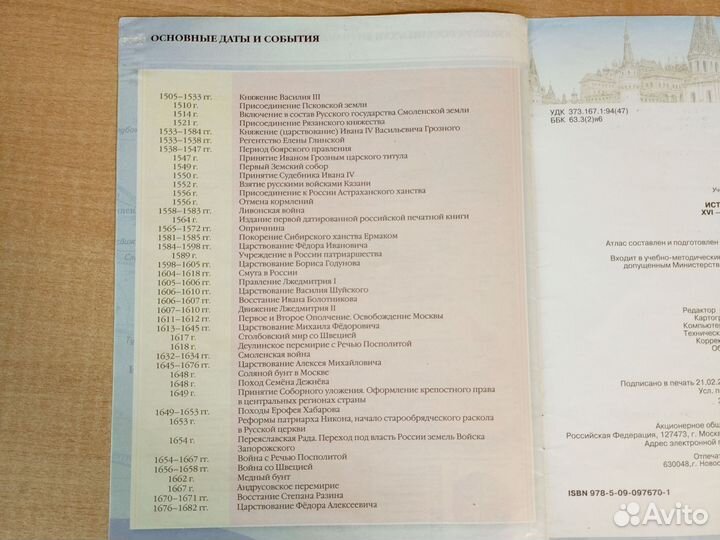 ОСНОВНЫЕ ДАТЫ И СОБЫТИЯ
1505–1533 гг. Княжение Василия III
1510 г. Присоединение Псковской земли
1514 г. Включение в состав Русского государства Смоленской земли
1521 г. Присоединение Рязанского княжества
1533–1584 гг. Княжение (царствование) Ивана IV Васильевича Грозного
1533–1538 гг. Регентство Елены Глинской
1538–1547 гг. Период боярского правления
1547 г. Принятие Иваном Грозным царского титула
1549 г. Первый Земский собор
1550 г. Принятие Судебника Ивана IV
1552 г. Взятие русскими войсками Казани
1556 г. Присоединение к России Астраханского ханства
1556 г. Отмена кормлений
1558–1583 гг. Ливонская война
1564 г. Издание первой датированной российской печатной книги
1565–1572 гг. Опричнина
1581–1585 гг. Покорение Сибирского ханства Ермаком
1584–1598 гг. Царствование Фёдора Ивановича
1589 г. Учреждение в России патриаршества
1598–1605 гг. Царствование Бориса Годунова
1604–1618 гг. Смута в России
1605–1606 гг. Правление Лжедмитрия I
1606–1610 гг. Царствование Василия Шуйского
1606–1607 гг. Восстание Ивана Болотникова
1607–1610 гг. Движение Лжедмитрия II
1611–1612 гг. Первое и Второе Ополчение. Освобождение Москвы
1613–1645 гг. Царствование Михаила Фёдоровича
1617 г. Столбовский мир со Швецией
1618 г. Деулинское перемирие с Речью Посполитой
1632–1634 гг. Смоленская война
1645–1676 гг. Царствование Алексея Михайловича
1648 г. Соляной бунт в Москве
1648 г. Поход Семёна Дежнёва
1649 г. Принятие Соборного уложения. Оформление крепостного права
в центральных регионах страны
1649–1653 гг. Походы Ерофея Хабарова
1653 г. Реформы патриарха Никона, начало старообрядческого раскола
в Русской церкви
1654 г. Переяславская Рада. Переход под власть России земель Войска
Запорожского
1654–1667 гг. Война с Речью Посполитой
1656–1658 гг. Война со Швецией
1662 г. Медный бунт
1667 г. Андрусовское перемирие
1670–1671 гг. Восстание Степана Разина
1676–1682 гг. Царствование Фёдора Алексеевича
УДК 373.167.1:94(47)
ББК 63.3(2)я6
Уч
ИСТ
XVI –
Атлас составлен и подготовлен
Входит в учебно-методически
допущенным Министерств
Редактор
Картогр
Компьюте
Техническ
Коррек
Об
Подписано в печать 21.02.2
Усл. п
Акционерное общ
Российская Федерация, 127473, г. Москв
Адрес электронной п
Отпечат
630048, г. Новос
ISBN 978-5-09-097670-1
Avito